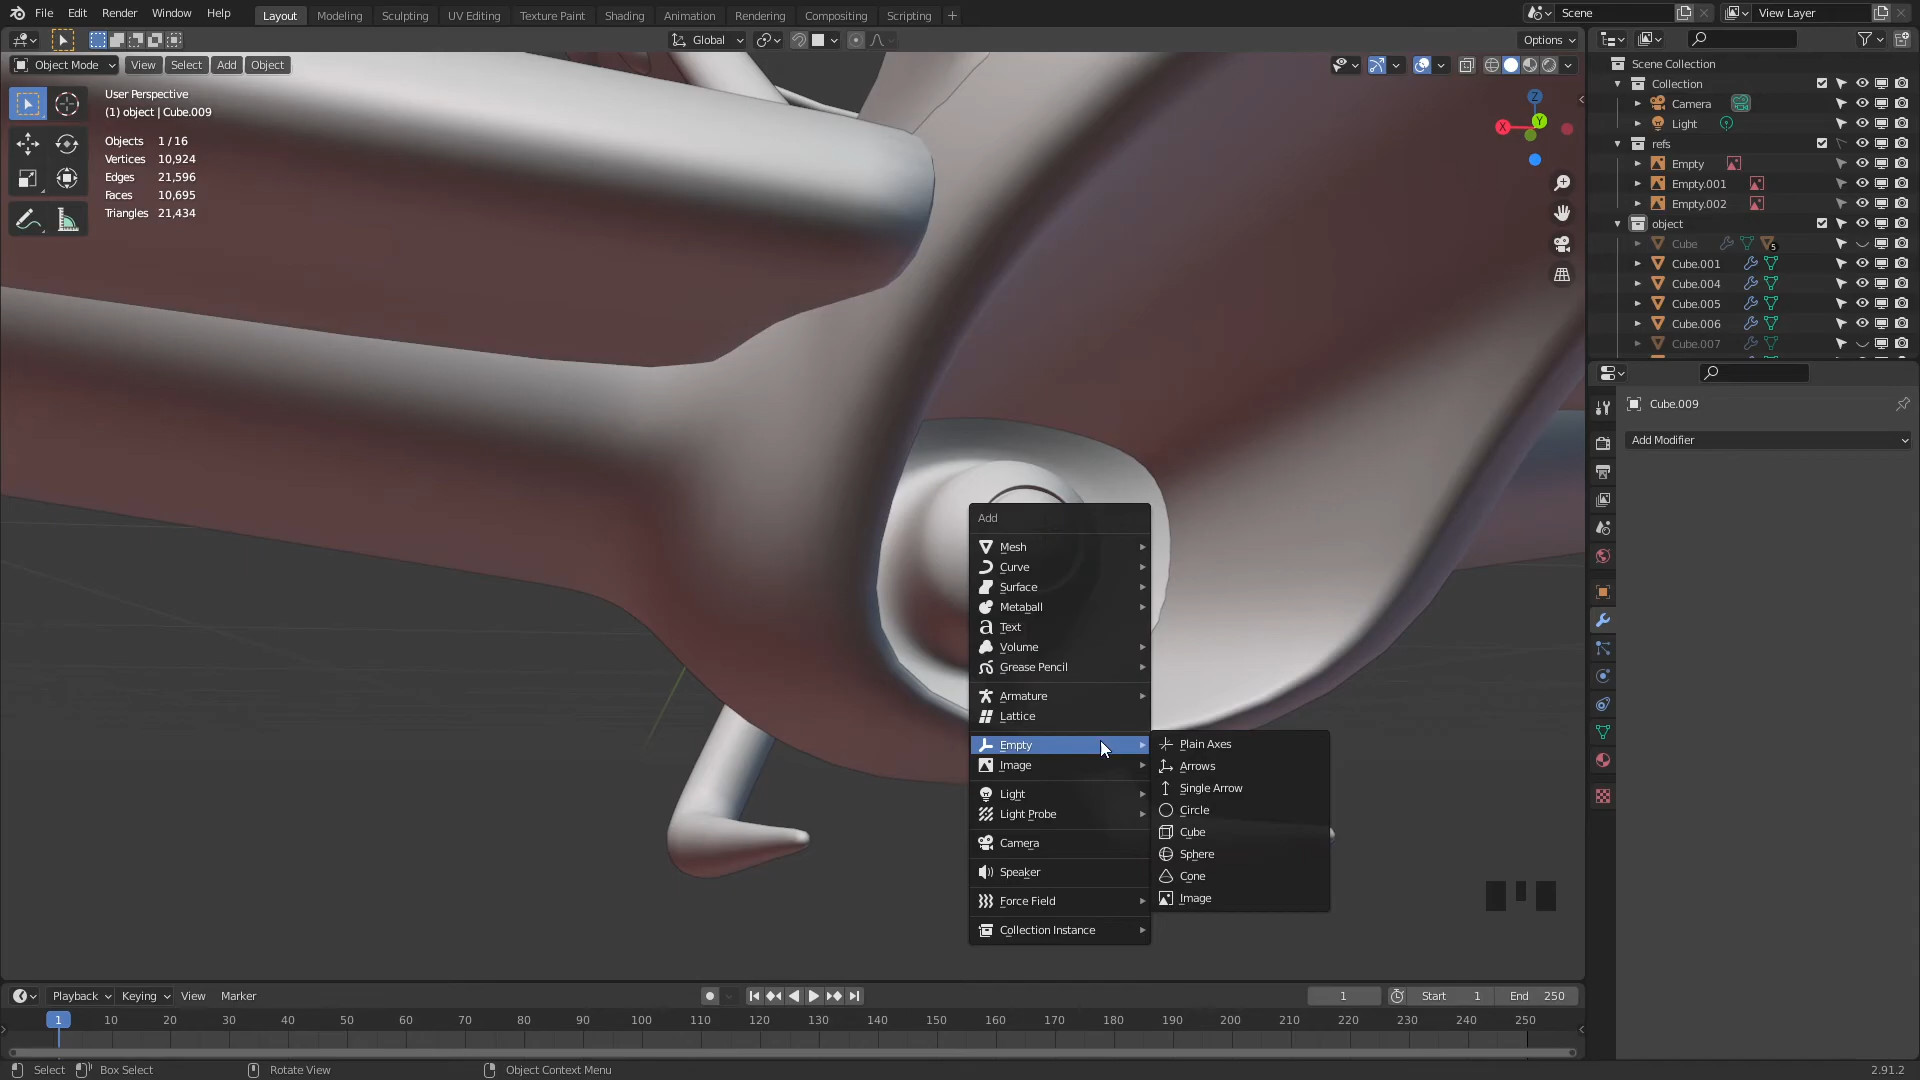 File Edit Render Window Help Layout Modeling Sculpting UV Editing Texture Paint Shading Animation Rendering Compositing Scripting + Scene View Layer
Global Options
Object Mode View Select Add Object
User Perspective
(1) object | Cube.009
Objects 1 / 16
Vertices 10,924
Edges 21,596
Faces 10,695
Triangles 21,434
Z
Y
X
Add
Mesh
Curve
Surface
Metaball
Text
Volume
Grease Pencil
Armature
Lattice
Empty
Image
Light
Light Probe
Camera
Speaker
Force Field
Collection Instance
Plain Axes
Arrows
Single Arrow
Circle
Cube
Sphere
Cone
Image
Scene Collection
Collection
Camera
Light
refs
Empty
Empty.001
Empty.002
object
Cube 5
Cube.001
Cube.004
Cube.005
Cube.006
Cube.007
Cube.009
Add Modifier
Playback Keying View Marker 1 Start 1 End 250
1 10 20 30 40 50 60 70 80 90 100 110 120 130 140 150 160 170 180 190 200 210 220 230 240 250
Select Box Select Rotate View Object Context Menu 2.91.2